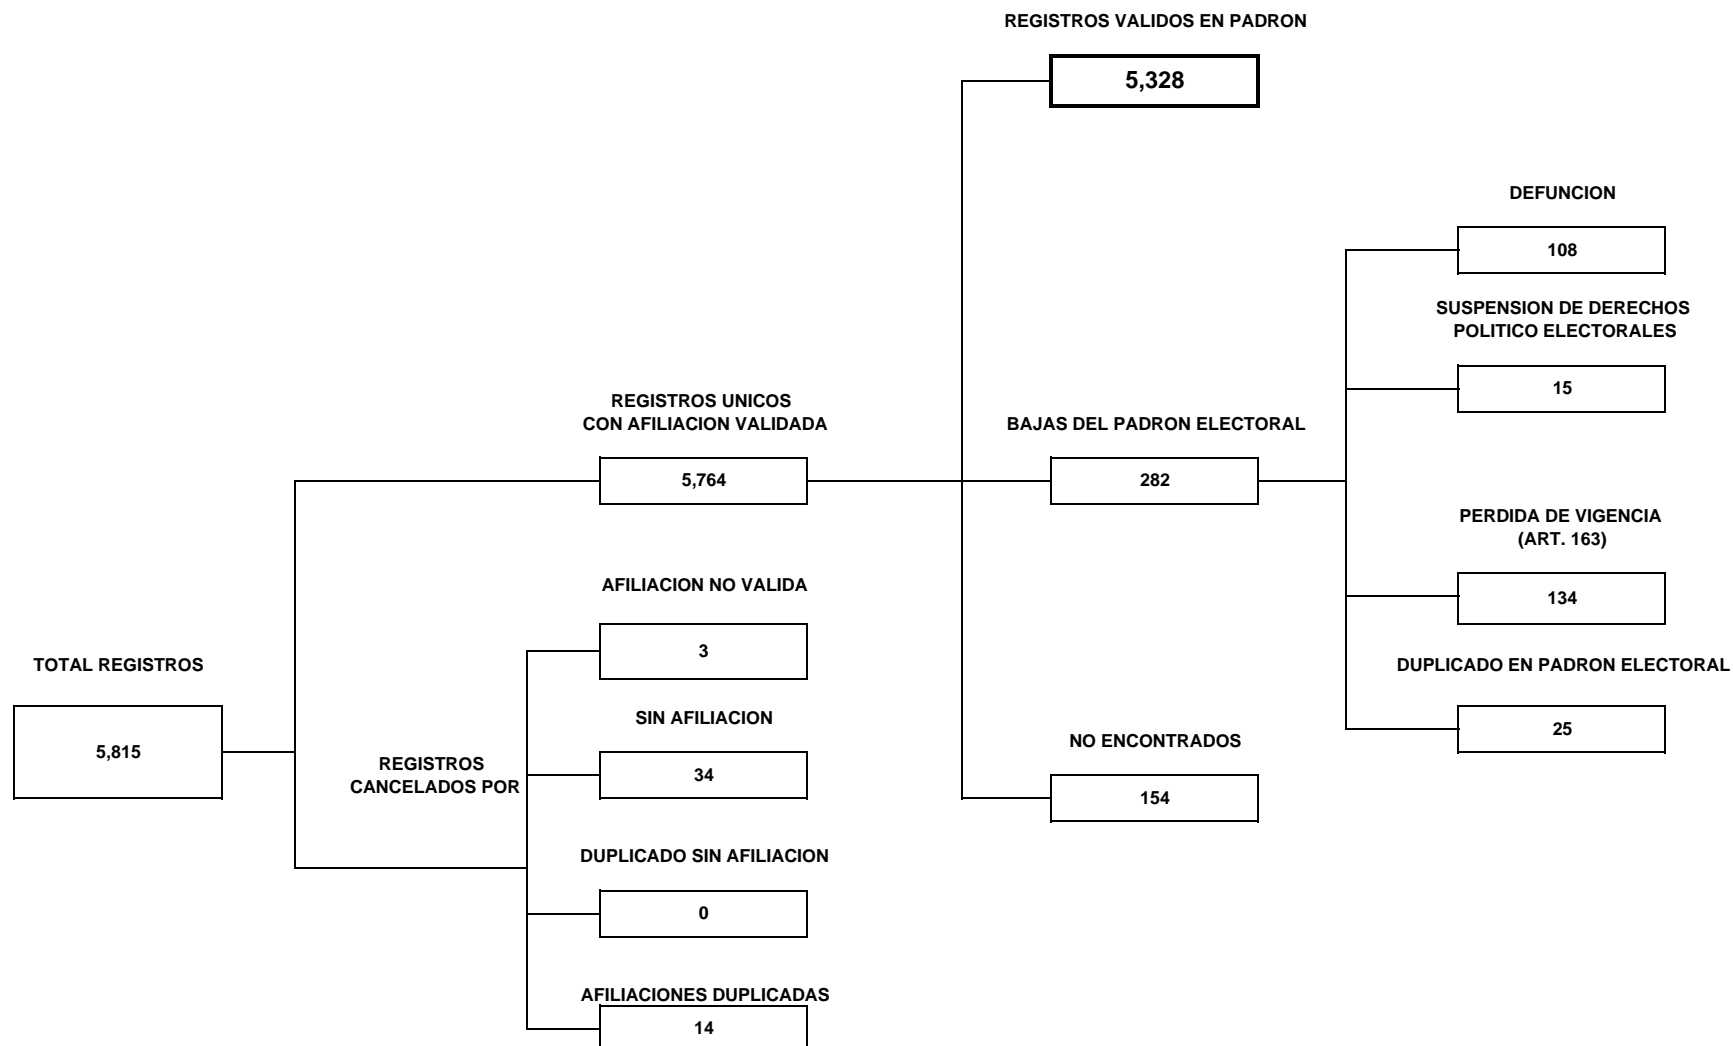 REGISTROS VALIDOS EN PADRON
5,328
DEFUNCION
108
SUSPENSION DE DERECHOS
POLITICO ELECTORALES
15
REGISTROS UNICOS
CON AFILIACION VALIDADA
5,764
BAJAS DEL PADRON ELECTORAL
282
PERDIDA DE VIGENCIA
(ART. 163)
134
AFILIACION NO VALIDA
3
TOTAL REGISTROS
5,815
DUPLICADO EN PADRON ELECTORAL
25
SIN AFILIACION
34
REGISTROS
CANCELADOS POR
NO ENCONTRADOS
154
DUPLICADO SIN AFILIACION
0
AFILIACIONES DUPLICADAS
14